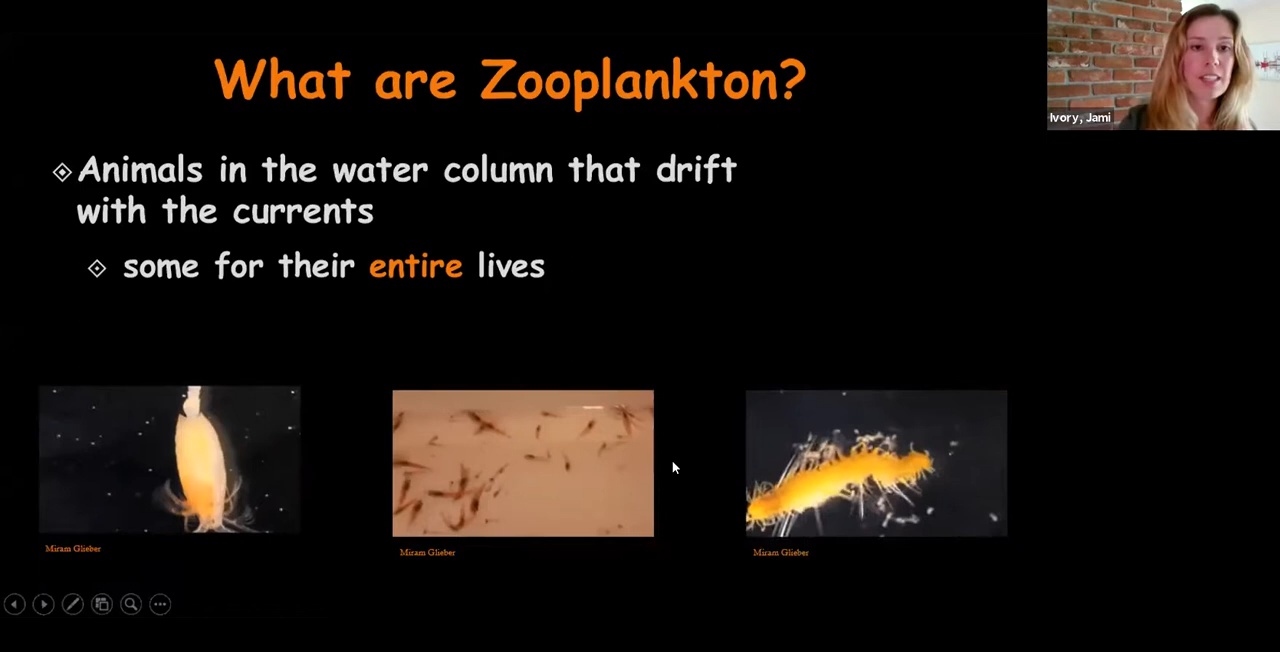 What are Zooplankton?
Ivory, Jami
Animals in the water column that drift
with the currents
some for their entire lives
Miram Glieber
Miram Glieber
Miram Glieber